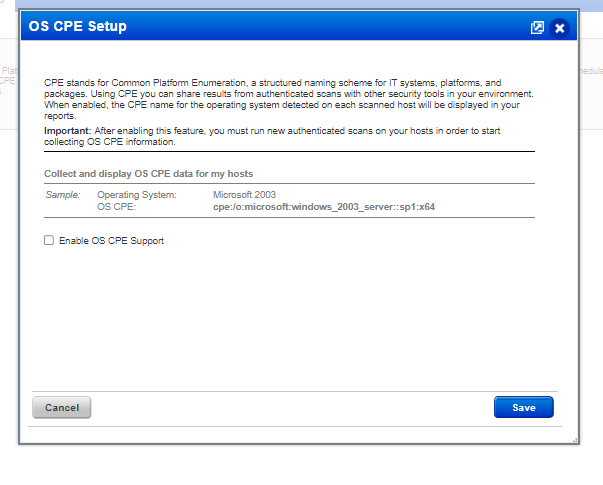 OS CPE Setup
CPE stands for Common Platform Enumeration, a structured naming scheme for IT systems, platforms, and
packages. Using CPE you can share results from authenticated scans with other security tools in your environment.
When enabled, the CPE name for the operating system detected on each scanned host will be displayed in your
reports.
Important: After enabling this feature, you must run new authenticated scans on your hosts in order to start
collecting OS CPE information.
Collect and display OS CPE data for my hosts
Sample: Operating System: Microsoft 2003
OS CPE: cpe:/o:microsoft:windows_2003_server::sp1:x64
Enable OS CPE Support
Cancel Save